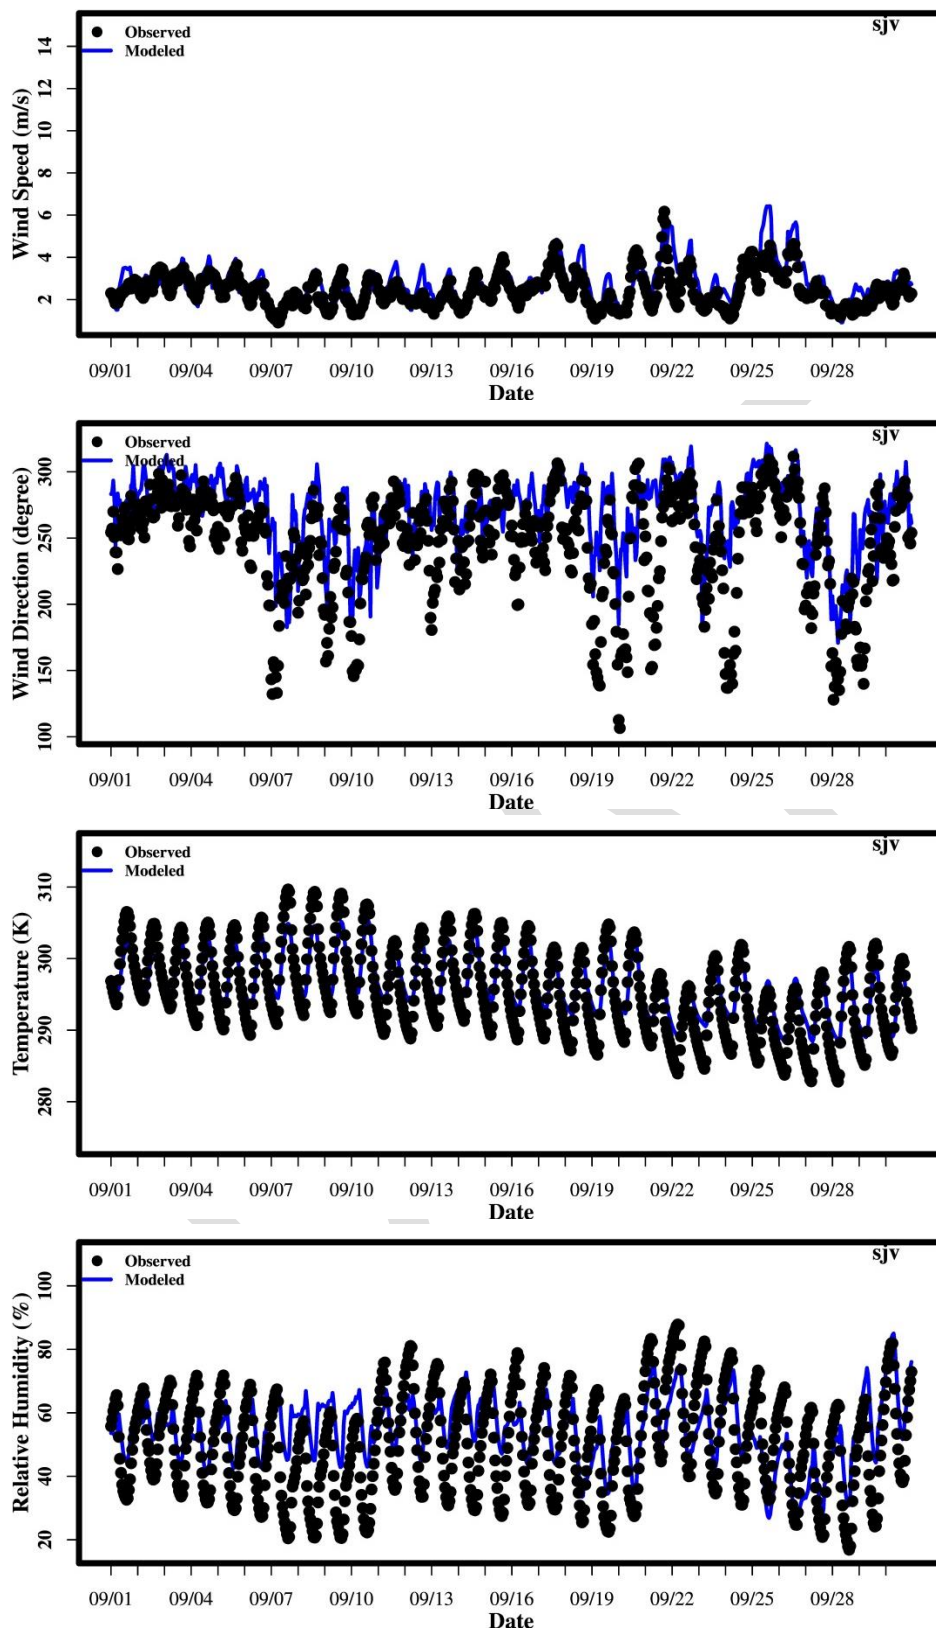 sjv
Observed
Modeled
Wind Speed (m/s)
14
12
10
8
6
4
2
09/01 09/04 09/07 09/10 09/13 09/16 09/19 09/22 09/25 09/28
Date
sjv
Observed
Modeled
Wind Direction (degree)
300
250
200
150
100
09/01 09/04 09/07 09/10 09/13 09/16 09/19 09/22 09/25 09/28
Date
sjv
Observed
Modeled
Temperature (K)
310
300
290
280
09/01 09/04 09/07 09/10 09/13 09/16 09/19 09/22 09/25 09/28
Date
sjv
Observed
Modeled
Relative Humidity (%)
100
80
60
40
20
09/01 09/04 09/07 09/10 09/13 09/16 09/19 09/22 09/25 09/28
Date